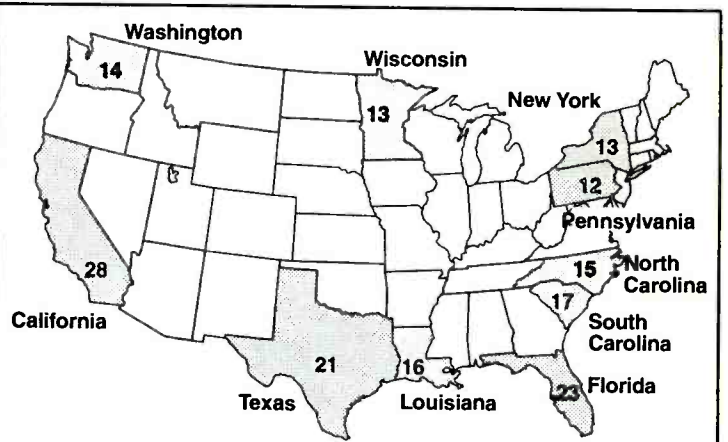 Washington
14
Wisconsin
13
New York
13
12
Pennsylvania
28
California
15
North
Carolina
17
South
Carolina
21
Texas
16
Louisiana
23
Florida